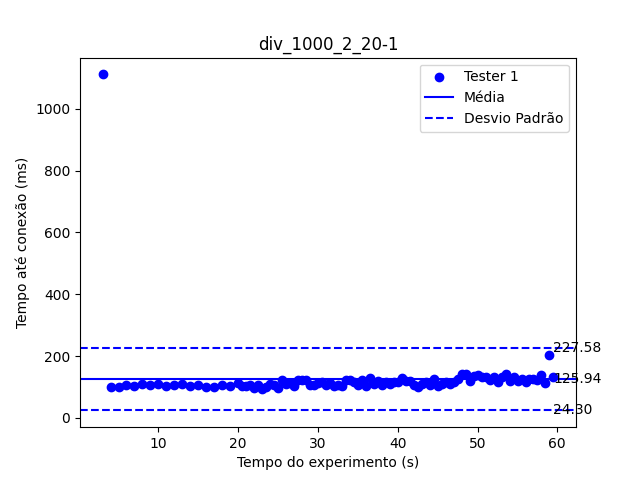 div_1000_2_20-1
Tester 1
Média
Desvio Padrão
Tempo até conexão (ms)
1000
800
600
400
200
0
227.58
125.94
24.30
10 20 30 40 50 60
Tempo do experimento (s)